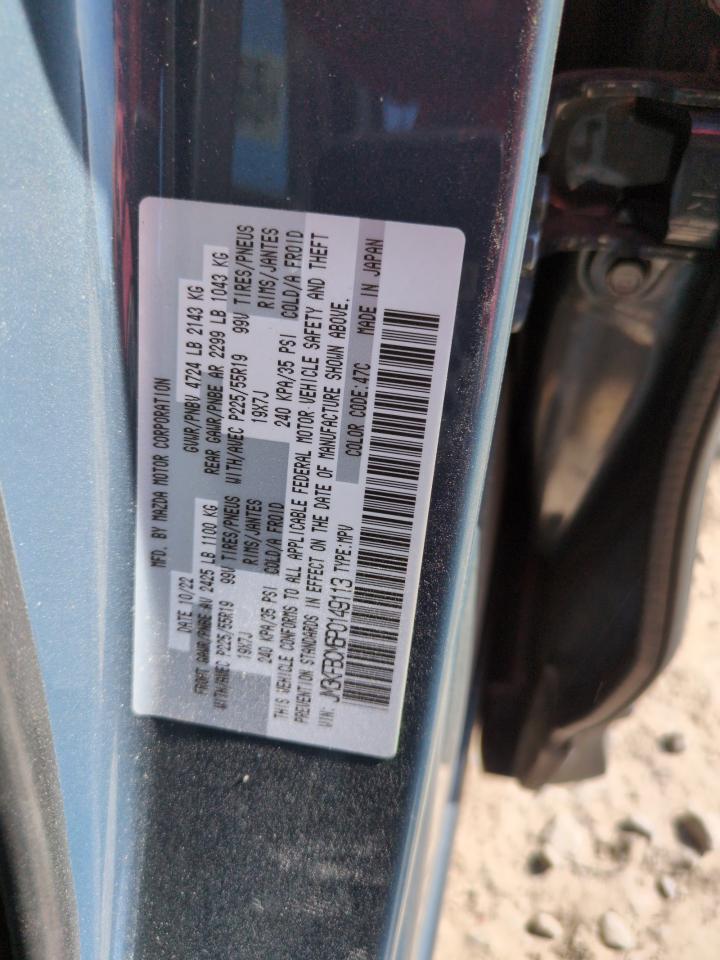 MFD. BY MAZDA MOTOR CORPORATION
DATE 10/22 GVWR/PNBV 4724 LB 2143 KG
FRONT GAWR/PNBE AV 2425 LB 1100 KG REAR GAWR/PNBE AR 2299 LB 1043 KG
WITH/AVEC P225/55R19 99V TIRES/PNEUS WITH/AVEC P225/55R19 99V TIRES/PNEUS
19X7J RIMS/JANTES 19X7J RIMS/JANTES
240 KPA/35 PSI COLD/A FROID 240 KPA/35 PSI COLD/A FROID
THIS VEHICLE CONFORMS TO ALL APPLICABLE FEDERAL MOTOR VEHICLE SAFETY AND THEFT
PREVENTION STANDARDS IN EFFECT ON THE DATE OF MANUFACTURE SHOWN ABOVE.
VIN: JM3KFBCM6P0149113 TYPE:MPV COLOR CODE:47C MADE IN JAPAN